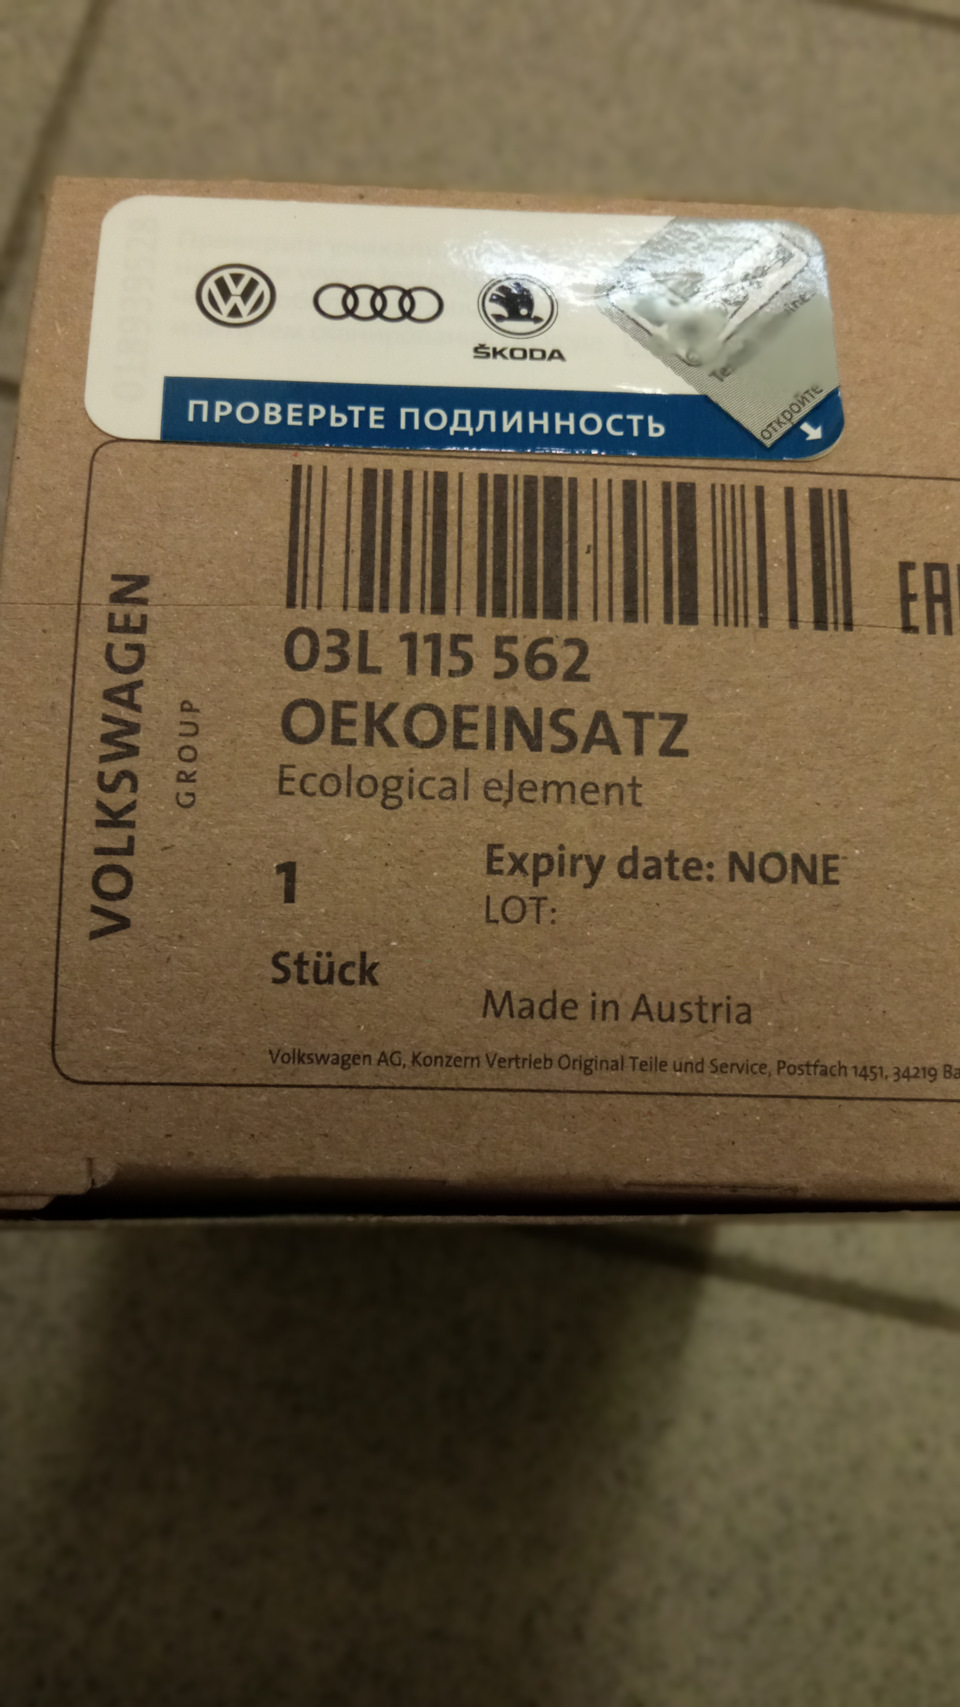 ŠKODA
ПРОВЕРЬТЕ ПОДЛИННОСТЬ
откройте
VOLKSWAGEN
GROUP
03L 115 562
OEKOEINSATZ
Ecological element
1
Expiry date: NONE
LOT:
Stück
Made in Austria
Volkswagen AG, Konzern Vertrieb Original Teile und Service, Postfach 1451, 34219